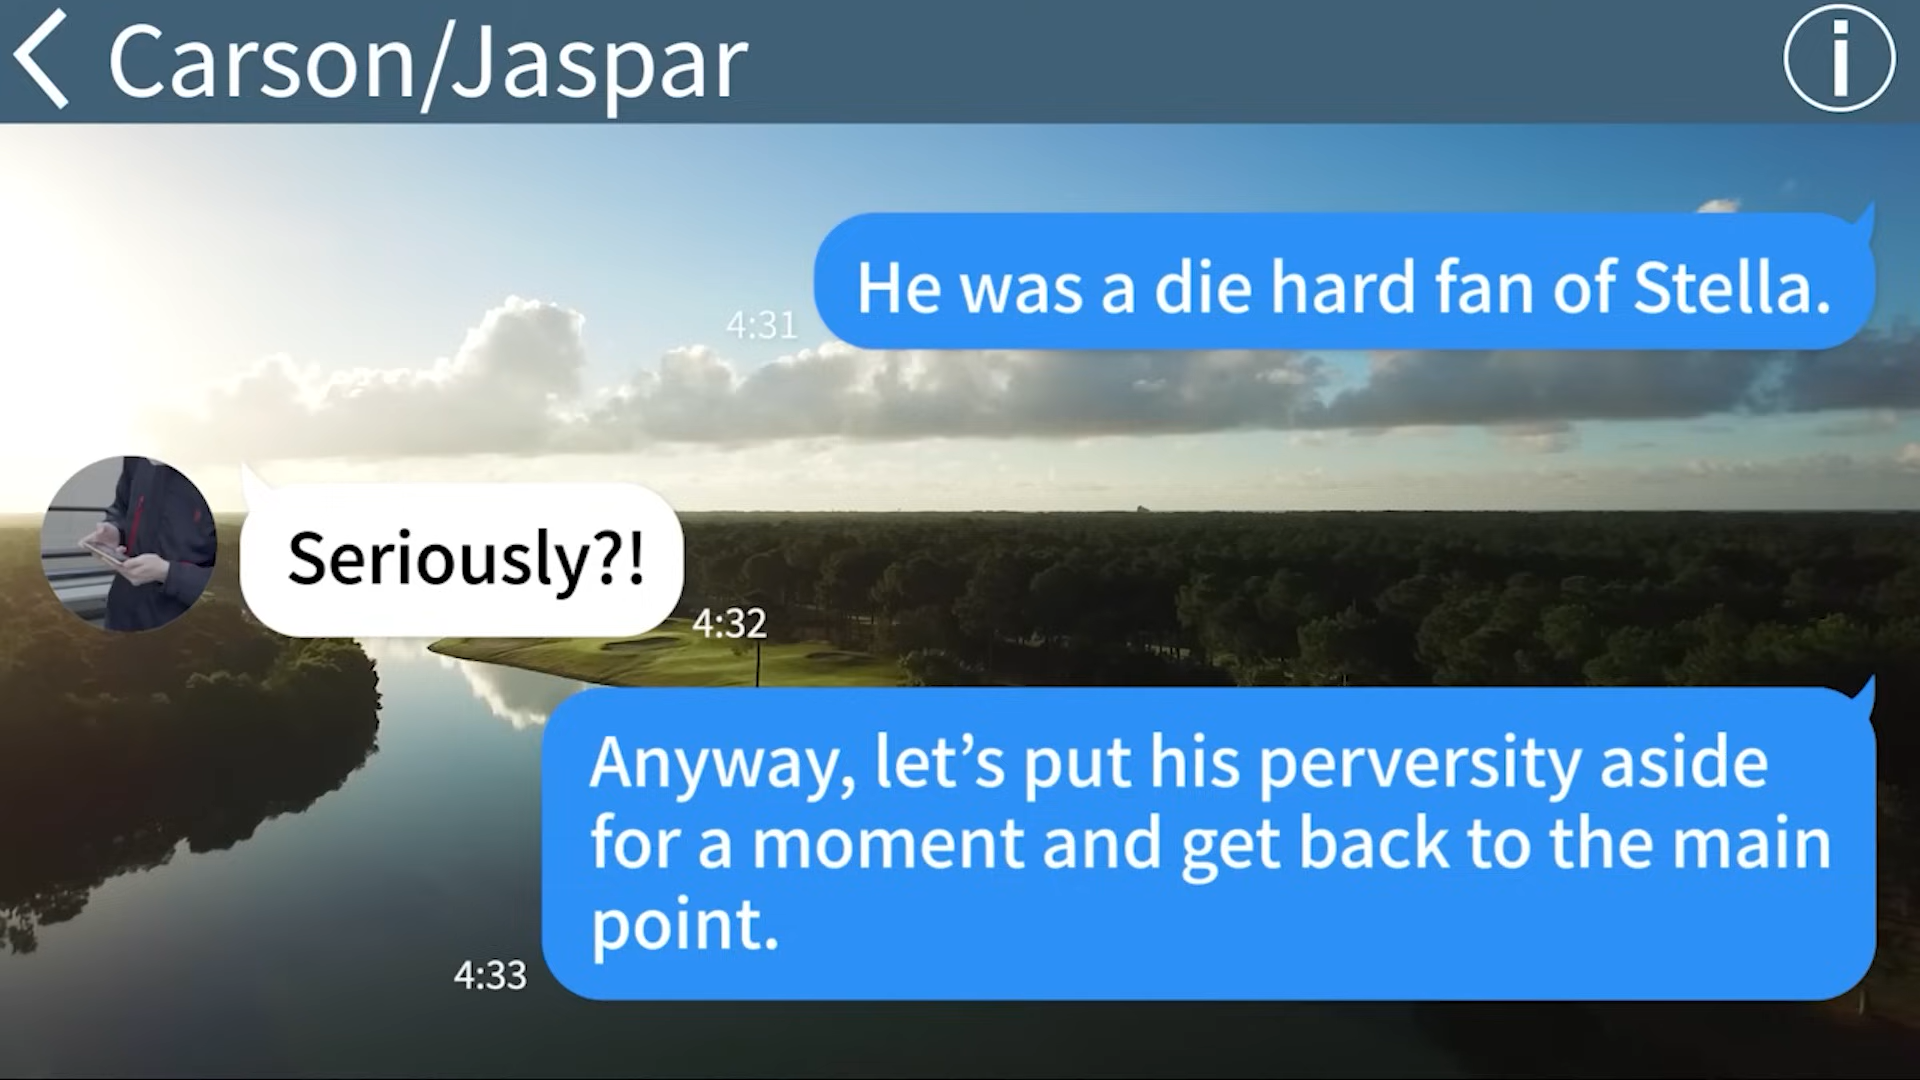 Carson/Jaspar
i
He was a die hard fan of Stella.
4:31
Seriously?!
4:32
Anyway, let’s put his perversity aside
for a moment and get back to the main
point.
4:33